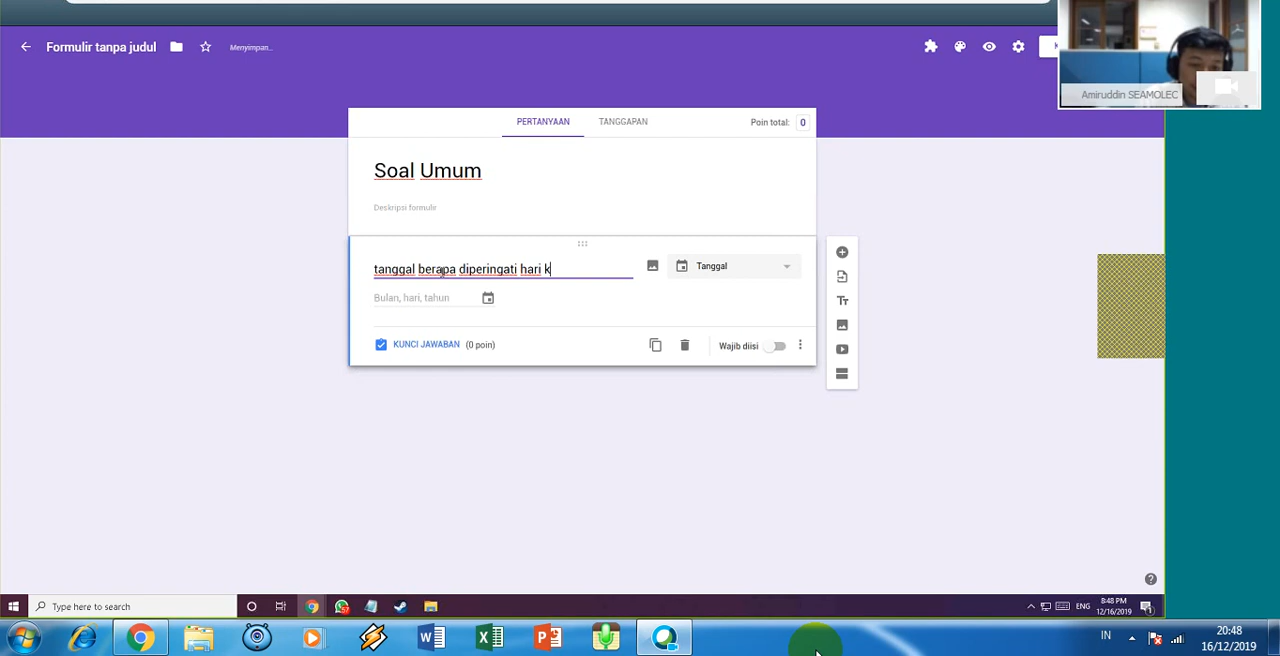 Formulir tanpa judul
Menyimpan...
Amiruddin SEAMOLEC
PERTANYAAN
TANGGAPAN
Poin total: 0
Soal Umum
Deskripsi formulir
tanggal berapa diperingati hari k
Tanggal
Bulan, hari, tahun
KUNCI JAWABAN (0 poin)
Wajib diisi
Type here to search
ENG
8:48 PM
12/16/2019
IN
20:48
16/12/2019